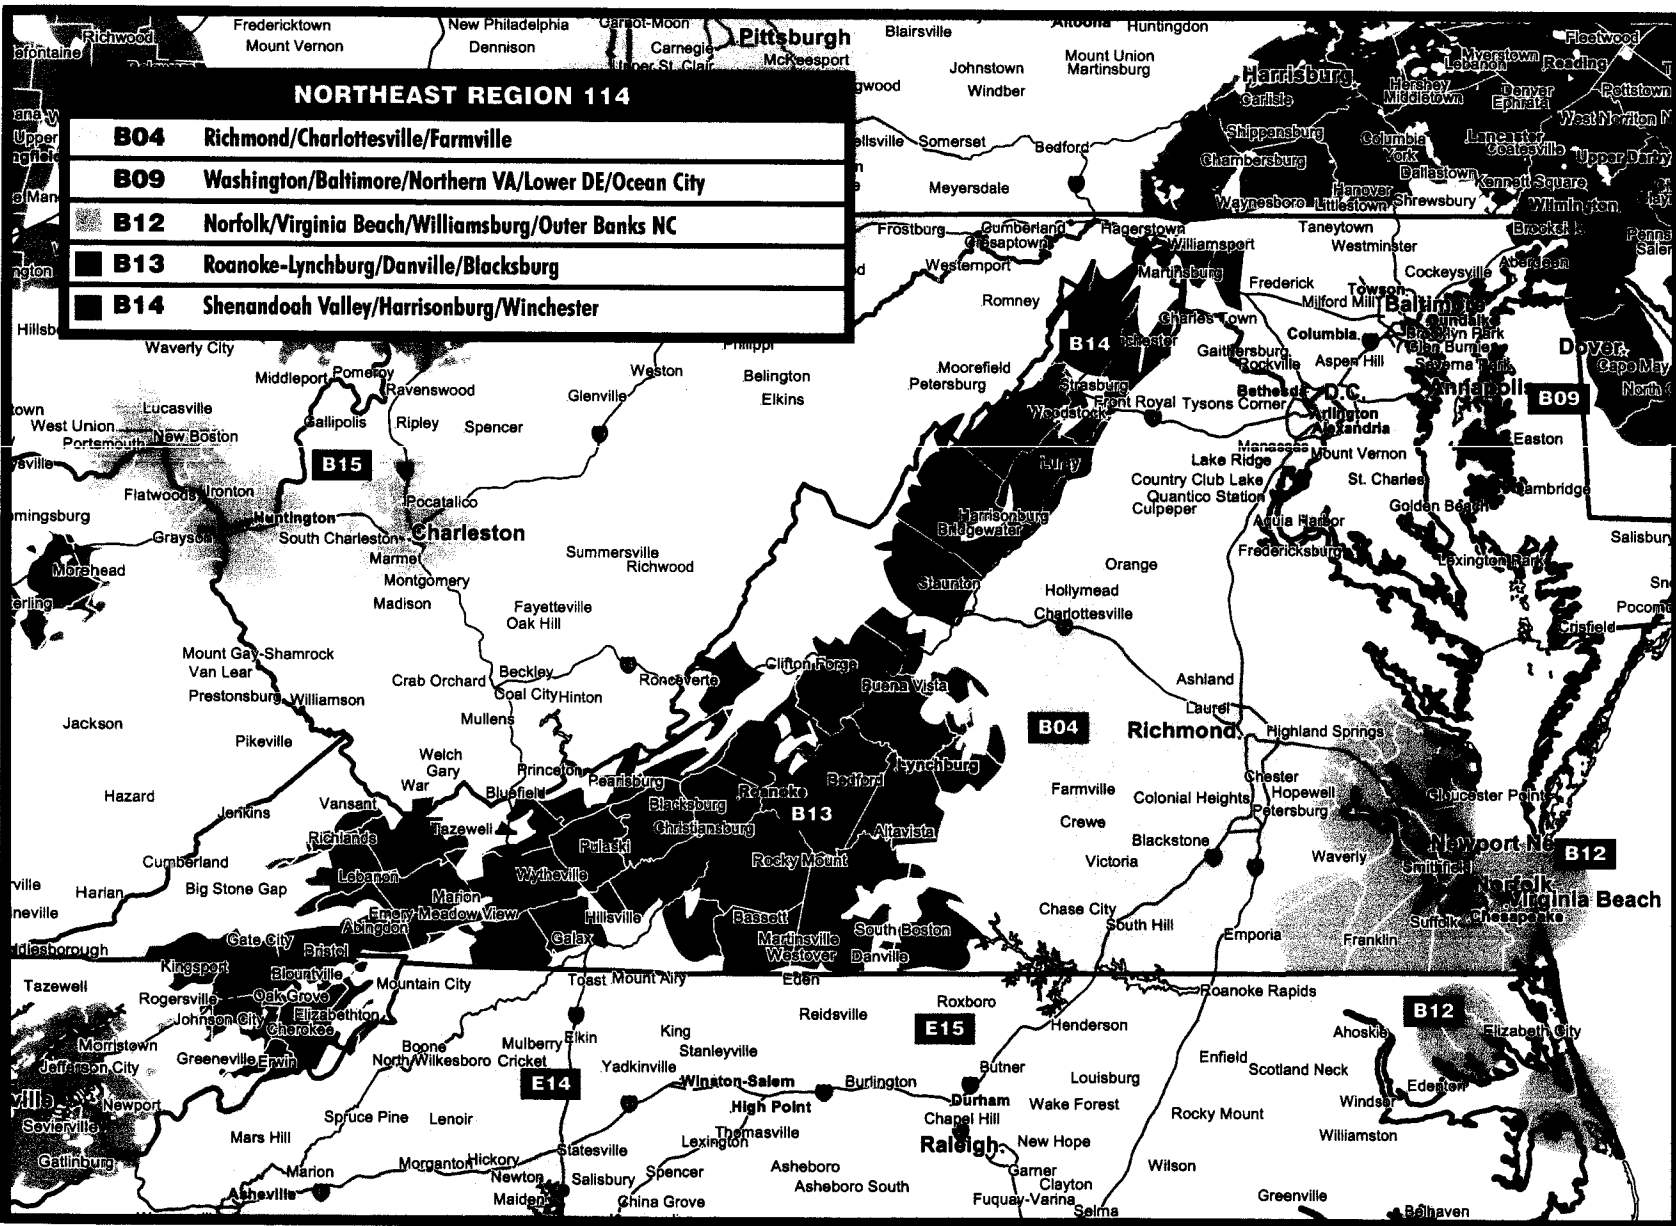 Richwood
efontaine
Fredericktown
Mount Vernon
New Philadelphia
Dennison
Carnegie
Pittsburgh
McKeesport
Upper St. Clair
Blairsville
Altoona
Huntingdon
Mount Union
Martinsburg
Johnstown
Windber
gwood
Harrisburg
Carlisle
Hershey
Middletown
Myerstown
Lebanon
Reading
Fleetwood
Denver
Ephrata
Pottstown
West Norriton
NORTHEAST REGION 114
B04 Richmond/Charlottesville/Farmville
B09 Washington/Baltimore/Northern VA/Lower DE/Ocean City
B12 Norfolk/Virginia Beach/Williamsburg/Outer Banks NC
B13 Roanoke-Lynchburg/Danville/Blacksburg
B14 Shenandoah Valley/Harrisonburg/Winchester
ellsville
Somerset
Bedford
Meyersdale
Shippensburg
Chambersburg
Waynesboro
Columbia
York
Dallastown
Hanover
Littlestown
Shrewsbury
Lancaster
Coatesville
Upper Darby
Kennett Square
Wilmington
Brookside
Frostburg
Cumberland
Cresaptown
Westernport
Hagerstown
Williamsport
Martinsburg
Taneytown
Westminster
Aberdeen
Cockeysville
Frederick
Towson
Milford Mill
Baltimore
Dundalk
Brooklyn Park
Glen Burnie
Severna Park
Columbia
Aspen Hill
Annapolis
Romney
Charles Town
B14
Gaithersburg
Rockville
Bethesda
D.C.
Arlington
Alexandria
Dover
Cape May
North
B09
Waverly City
Philippi
Middleport
Pomeroy
Ravenswood
Weston
Belington
Elkins
Glenville
Moorefield
Petersburg
Strasburg
Woodstock
Front Royal
Tysons Corner
Lucasville
West Union
Portsmouth
New Boston
Gallipolis
Ripley
Spencer
B15
Manassas
Mount Vernon
Lake Ridge
Easton
Luray
Country Club Lake
Quantico Station
Culpeper
St. Charles
Cambridge
Golden Beach
Flatwoods
Ironton
Pocatalico
Huntington
Charleston
Grayson
South Charleston
Marmet
Harrisonburg
Bridgewater
Aquia Harbor
Fredericksburg
Lexington Park
Salisbury
Morehead
Montgomery
Madison
Summersville
Richwood
Fayetteville
Oak Hill
Staunton
Orange
Hollymead
Charlottesville
Crisfield
Mount Gay-Shamrock
Van Lear
Prestonsburg
Williamson
Crab Orchard
Beckley
Coal City
Hinton
Ronceverte
Clifton Forge
Buena Vista
Ashland
Laurel
Jackson
Pikeville
Mullens
B04
Richmond
Highland Springs
Welch
Gary
War
Princeton
Bluefield
Pearisburg
Blacksburg
Christiansburg
Roanoke
Bedford
Lynchburg
B13
Farmville
Chester
Hopewell
Colonial Heights
Petersburg
Gloucester Point
Hazard
Jenkins
Vansant
Richlands
Tazewell
Pulaski
Altavista
Crewe
Blackstone
Victoria
Waverly
Newport Ne
B12
Cumberland
Harlan
Big Stone Gap
Lebanon
Marion
Wytheville
Rocky Mount
Smithfield
Norfolk
Virginia Beach
Suffolk
Chesapeake
Emory-Meadow View
Abingdon
Hillsville
Bassett
Chase City
South Hill
Gate City
Bristol
Galax
Martinsville
Westover
South Boston
Danville
Emporia
Franklin
Kingsport
Blountville
Tazewell
Rogersville
Oak Grove
Mountain City
Toast
Mount Airy
Eden
Roanoke Rapids
Johnson City
Elizabethton
Cherokee
Reidsville
Roxboro
E15
Henderson
B12
Ahoskie
Elizabeth City
Morristown
Jefferson City
Greeneville
Erwin
Boone
Mulberry
Elkin
North Wilkesboro
Cricket
King
Stanleyville
Yadkinville
E14
Winston-Salem
Burlington
Butner
Enfield
Scotland Neck
Louisburg
Edenton
Windsor
ville
Newport
Sevierville
High Point
Durham
Chapel Hill
Wake Forest
Rocky Mount
Gatlinburg
Mars Hill
Spruce Pine
Lenoir
Thomasville
Lexington
Raleigh
New Hope
Williamston
Statesville
Marion
Morganton
Hickory
Newton
Maiden
Salisbury
Spencer
Asheboro
Asheboro South
Garner
Clayton
Wilson
Asheville
China Grove
Fuquay-Varina
Selma
Greenville
Belhaven